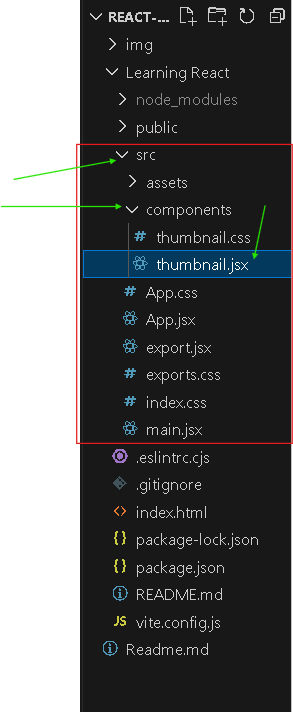 REACT-...
img
Learning React
node_modules
public
src
assets
components
# thumbnail.css
thumbnail.jsx
# App.css
App.jsx
export.jsx
# exports.css
# index.css
main.jsx
.eslintrc.cjs
.gitignore
<> index.html
{} package-lock.json
{} package.json
README.md
JS vite.config.js
Readme.md